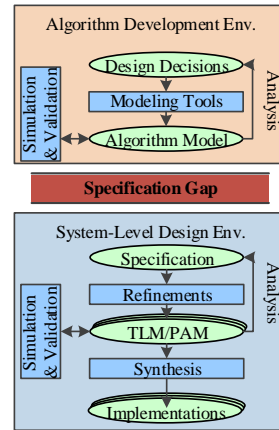 Algorithm Development Env.
Design Decisions
Modeling Tools
Algorithm Model
Simulation
& Validation
Analysis
Specification Gap
System-Level Design Env.
Specification
Refinements
TLM/PAM
Synthesis
Implementations
Simulation
& Validation
Analysis